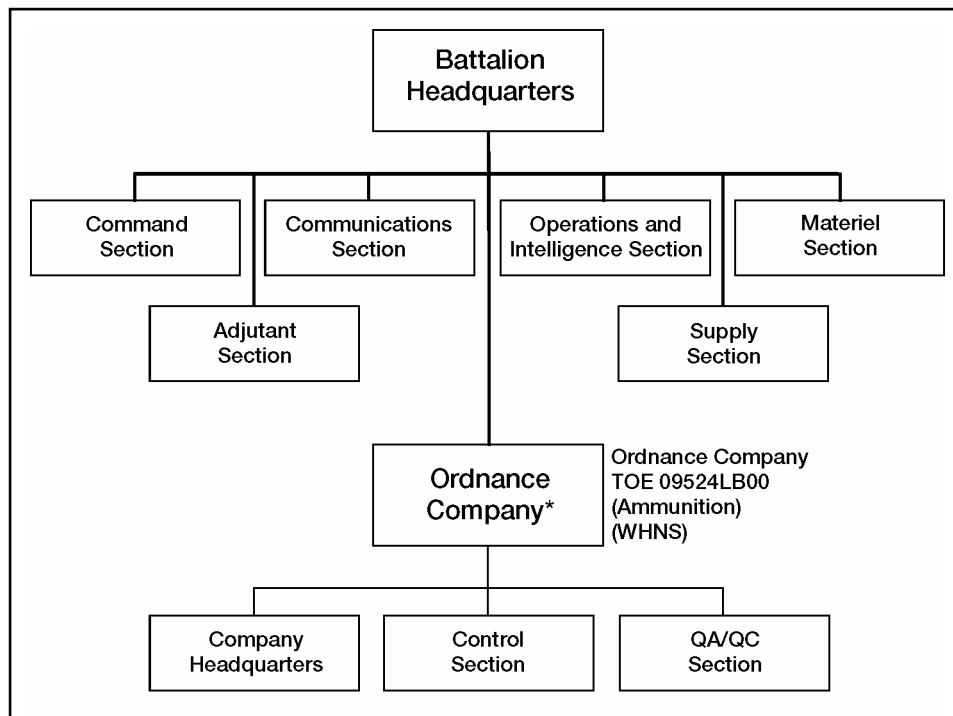 Battalion
Headquarters
Command
Section
Communications
Section
Operations and
Intelligence Section
Materiel
Section
Adjutant
Section
Supply
Section
Ordnance
Company*
Ordnance Company
TOE 09524LB00
(Ammunition)
(WHNS)
Company
Headquarters
Control
Section
QA/QC
Section